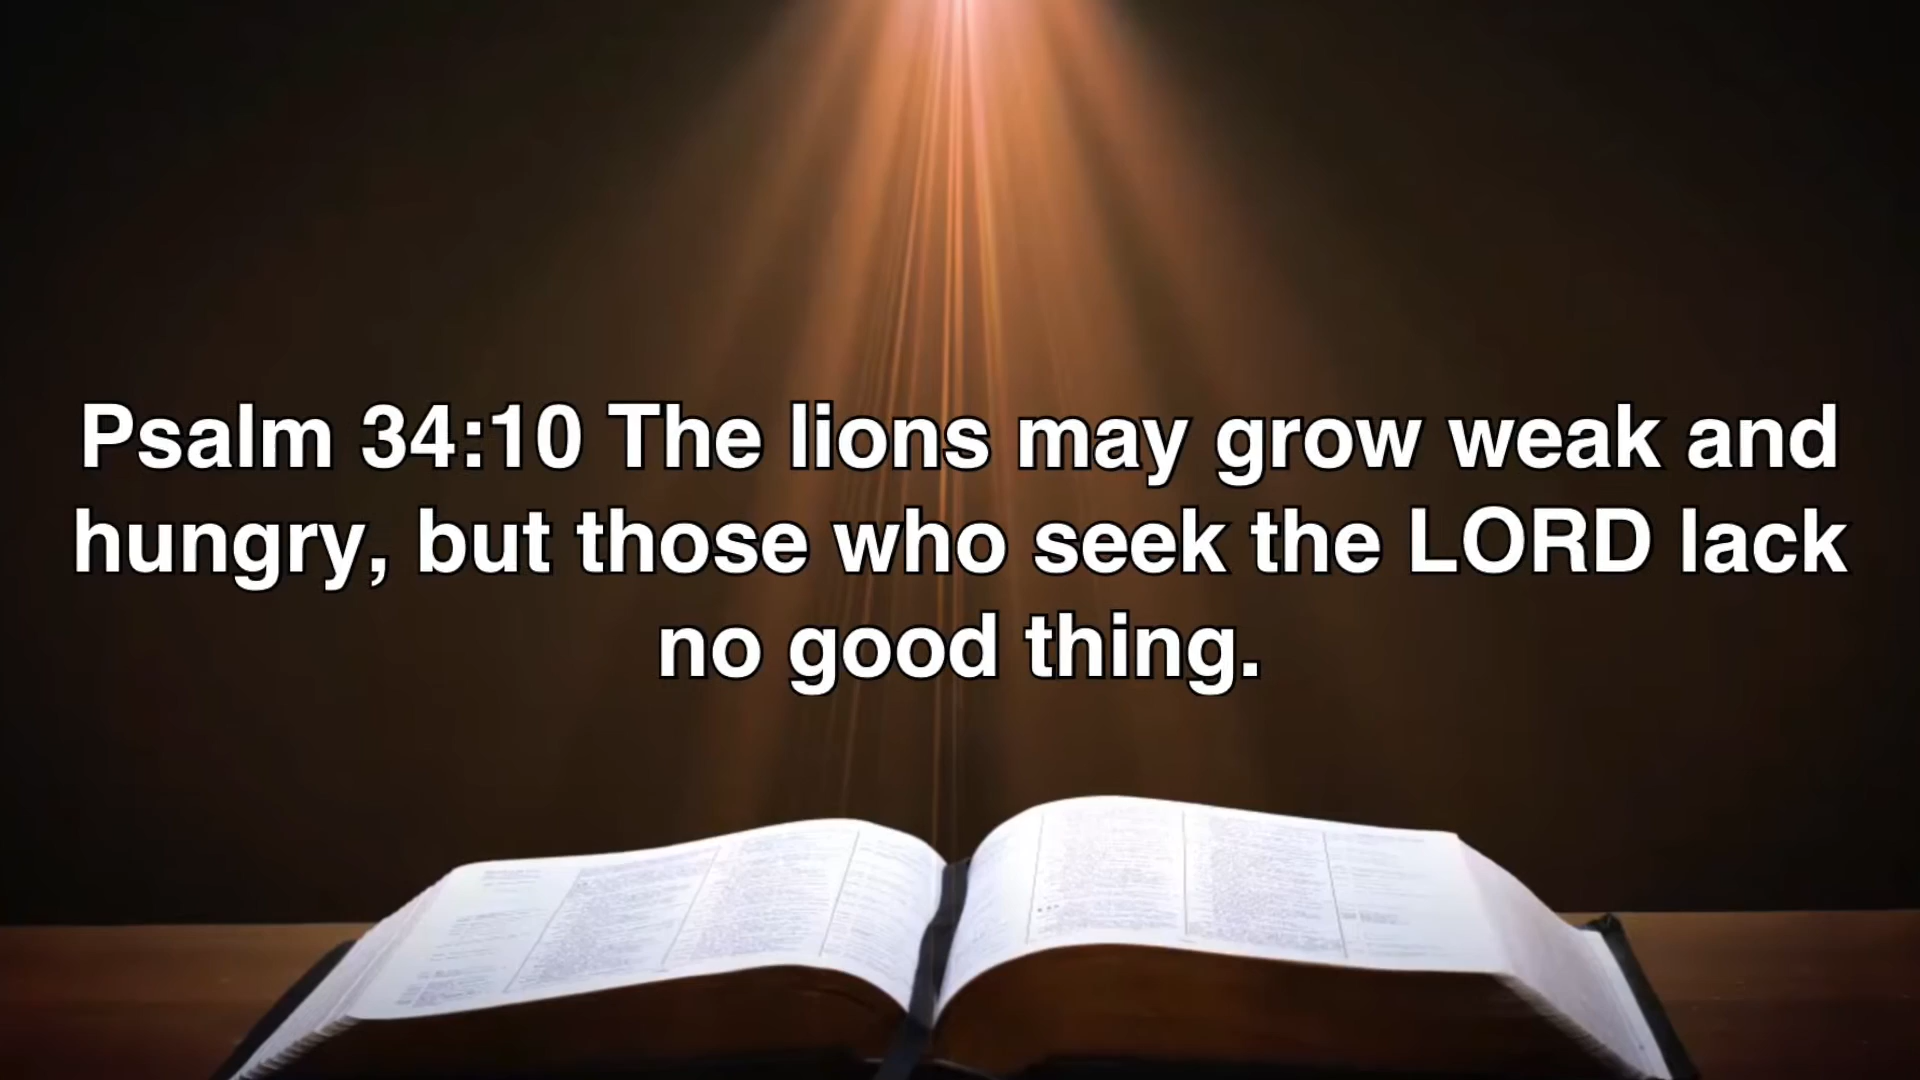 Psalm 34:10 The lions may grow weak and
hungry, but those who seek the LORD lack
no good thing.